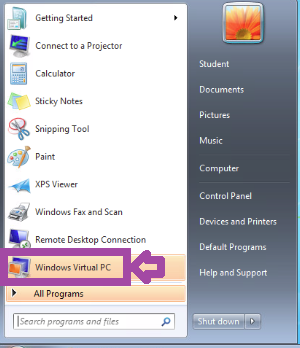 Getting Started
Connect to a Projector
Calculator
Sticky Notes
Snipping Tool
Paint
XPS Viewer
Windows Fax and Scan
Remote Desktop Connection
Windows Virtual PC
All Programs
Search programs and files
Student
Documents
Pictures
Music
Computer
Control Panel
Devices and Printers
Default Programs
Help and Support
Shut down